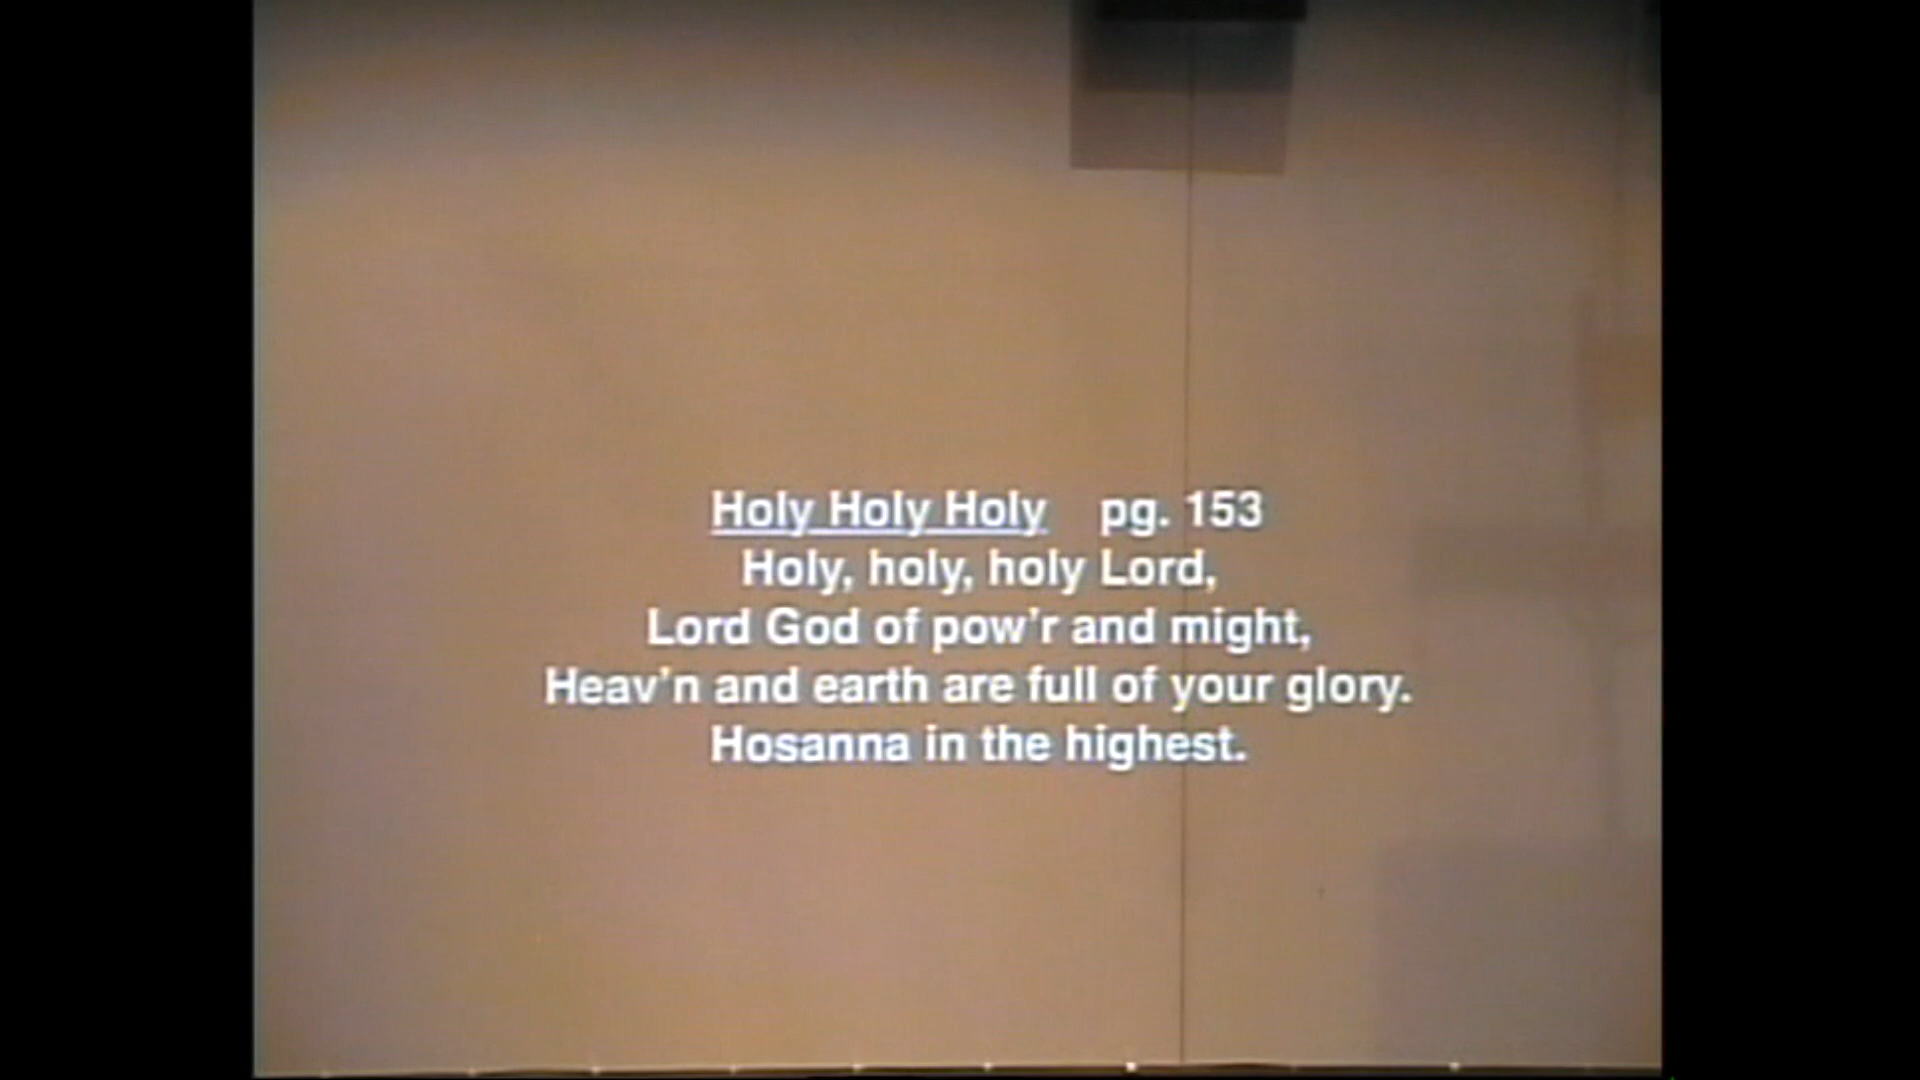 Holy Holy Holy pg. 153
Holy, holy, holy Lord,
Lord God of pow’r and might,
Heav’n and earth are full of your glory.
Hosanna in the highest.